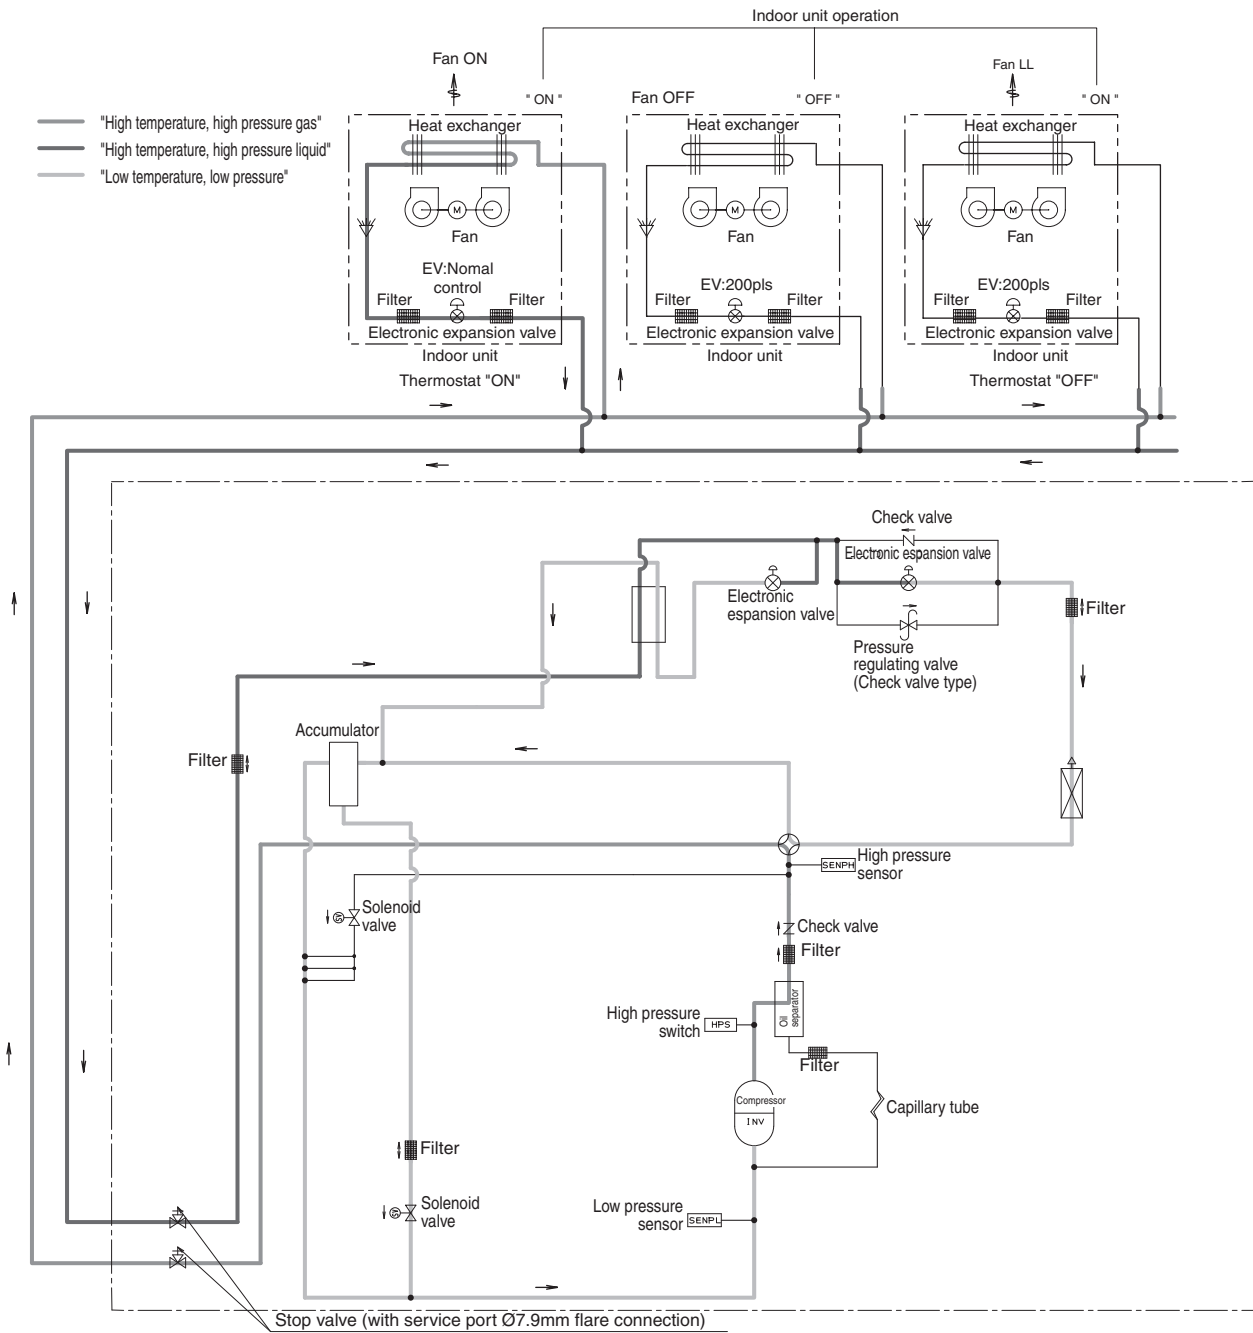 Indoor unit operation
Fan ON
" ON "
Fan OFF
" OFF "
Fan LL
" ON "
"High temperature, high pressure gas"
"High temperature, high pressure liquid"
"Low temperature, low pressure"
Heat exchanger
M
Fan
EV:Nomal
control
Filter
Filter
Electronic expansion valve
Indoor unit
Thermostat "ON"
Heat exchanger
M
Fan
EV:200pls
Filter
Filter
Electronic expansion valve
Indoor unit
Heat exchanger
M
Fan
EV:200pls
Filter
Filter
Electronic expansion valve
Indoor unit
Thermostat "OFF"
Check valve
Electronic espansion valve
Electronic
espansion valve
Filter
Pressure
regulating valve
(Check valve type)
Accumulator
Filter
High pressure
sensor
SENPH
Solenoid
valve
SV
Check valve
Filter
Oil
separator
High pressure
switch
HPS
Filter
Compressor
INV
Capillary tube
Filter
Solenoid
valve
SV
Low pressure
sensor
SENPL
Stop valve (with service port Ø7.9mm flare connection)